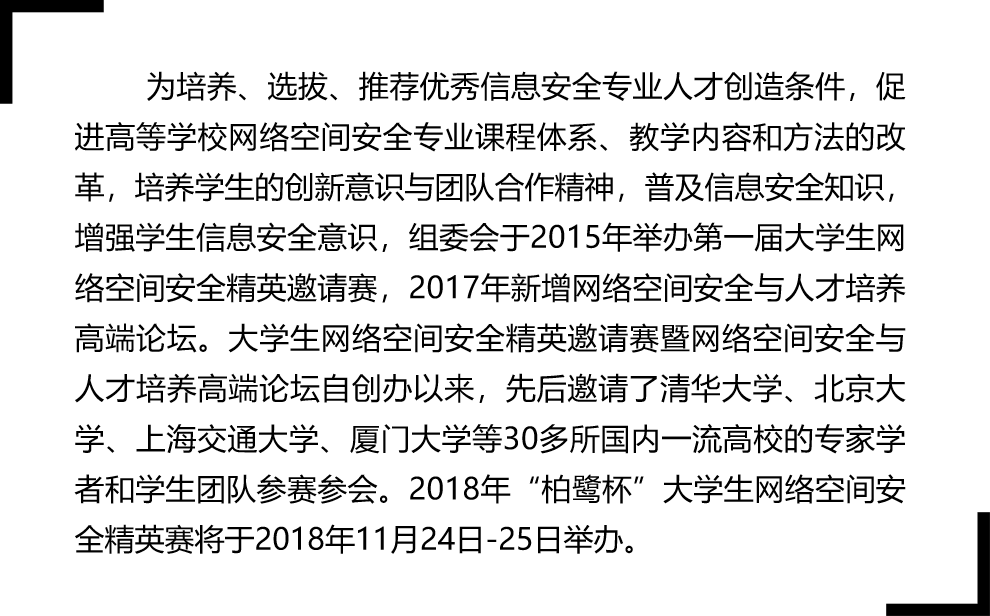 为培养、选拔、推荐优秀信息安全专业人才创造条件，促
进高等学校网络空间安全专业课程体系、教学内容和方法的改
革，培养学生的创新意识与团队合作精神，普及信息安全知识，
增强学生信息安全意识，组委会于2015年举办第一届大学生网
络空间安全精英邀请赛，2017年新增网络空间安全与人才培养
高端论坛。大学生网络空间安全精英邀请赛暨网络空间安全与
人才培养高端论坛自创办以来，先后邀请了清华大学、北京大
学、上海交通大学、厦门大学等30多所国内一流高校的专家学
者和学生团队参赛参会。2018年“柏鹭杯”大学生网络空间安
全精英赛将于2018年11月24日-25日举办。